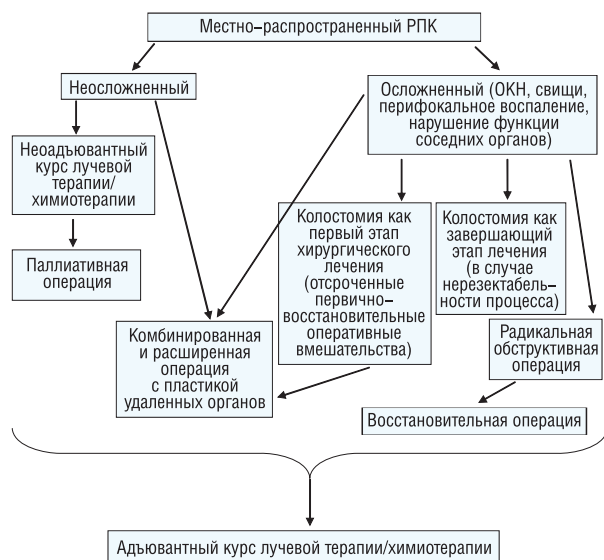 Местно–распространенный РПК
Неосложненный
Осложненный (ОКН, свищи,
перифокальное воспаление,
нарушение функции
соседних органов)
Неоадъювантный
курс лучевой
терапии/
химиотерапии
Паллиативная
операция
Колостомия как
первый этап
хирургического
лечения
(отсроченные
первично–
восстановительные
оперативные
вмешательства)
Колостомия как
завершающий
этап лечения
(в случае
нерезектабель–
ности процесса)
Комбинированная
и расширенная
операция
с пластикой
удаленных органов
Радикальная
обструктивная
операция
Восстановительная операция
Адъювантный курс лучевой терапии/химиотерапии